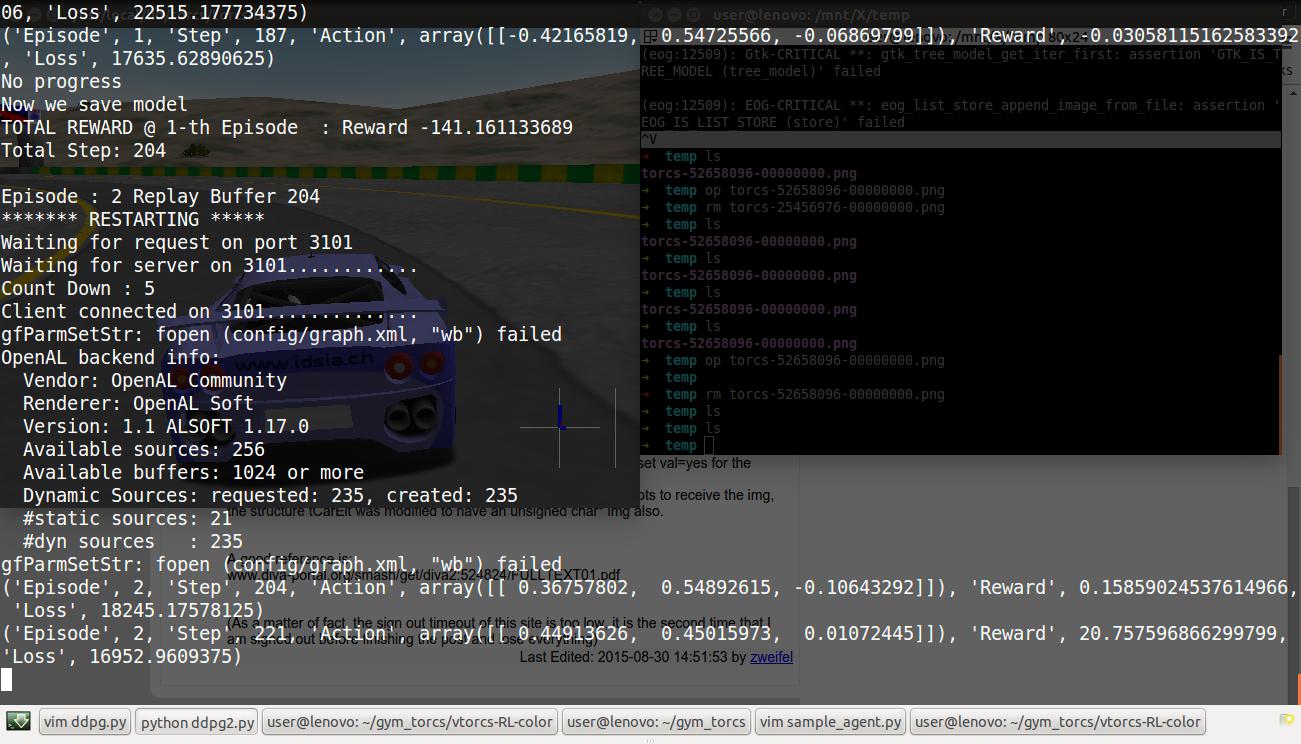 06, 'Loss', 22515.177734375)
('Episode', 1, 'Step', 187, 'Action', array([[-0.42165819,  0.54725566, -0.06869799]]), 'Reward', -0.03058115162583392
, 'Loss', 17635.62890625)
No progress
Now we save model
TOTAL REWARD @ 1-th Episode  : Reward -141.161133689
Total Step: 204
Episode : 2 Replay Buffer 204
******* RESTARTING *****
Waiting for request on port 3101
Waiting for server on 3101............
Count Down : 5
Client connected on 3101..............
gfParmSetStr: fopen (config/graph.xml, "wb") failed
OpenAL backend info:
  Vendor: OpenAL Community
  Renderer: OpenAL Soft
  Version: 1.1 ALSOFT 1.17.0
  Available sources: 256
  Available buffers: 1024 or more
  Dynamic Sources: requested: 235, created: 235
  #static sources: 21
  #dyn sources   : 235
gfParmSetStr: fopen (config/graph.xml, "wb") failed
('Episode', 2, 'Step', 204, 'Action', array([[ 0.36757802,  0.54892615, -0.10643292]]), 'Reward', 0.15859024537614966,
 'Loss', 18245.17578125)
('Episode', 2, 'Step', 221, 'Action', array([[ 0.44913626,  0.45015973,  0.01072445]]), 'Reward', 20.757596866299799,
'Loss', 16952.9609375)
user@lenovo: /mnt/X/temp
(eog:12509): Gtk-CRITICAL **: gtk_tree_model_get_iter_first: assertion 'GTK_IS_T
REE_MODEL (tree_model)' failed
(eog:12509): EOG-CRITICAL **: eog_list_store_append_image_from_file: assertion '
EOG_IS_LIST_STORE (store)' failed
^V
→ temp ls
torcs-52658096-00000000.png
→ temp op torcs-52658096-00000000.png
→ temp rm torcs-25456976-00000000.png
→ temp ls
torcs-52658096-00000000.png
→ temp ls
torcs-52658096-00000000.png
→ temp ls
torcs-52658096-00000000.png
→ temp ls
torcs-52658096-00000000.png
→ temp op torcs-52658096-00000000.png
→ temp
→ temp rm torcs-52658096-00000000.png
→ temp ls
→ temp ls
→ temp
www.idsia.ch
set val=yes for the
ots to receive the img,
the structure tCarElt was modified to have an unsigned char* img also.
A good reference is:
www.diva-portal.org/smash/get/diva2:524824/FULLTEXT01.pdf
(As a matter of fact, the sign out timeout of this site is too low, it is the second time that I
am signed out before finishing the post and lose everything)
Last Edited: 2015-08-30 14:51:53 by zweifel
vim ddpg.py
python ddpg2.py
user@lenovo: ~/gym_torcs/vtorcs-RL-color
user@lenovo: ~/gym_torcs
vim sample_agent.py
user@lenovo: ~/gym_torcs/vtorcs-RL-color